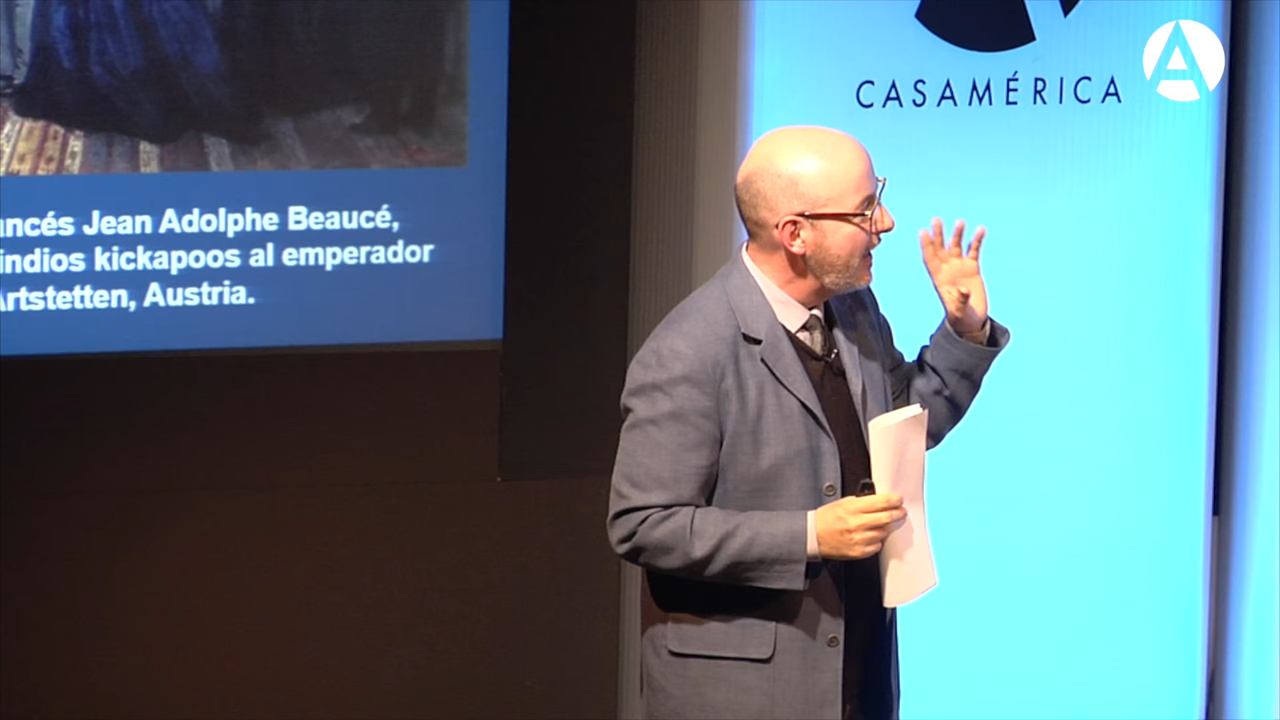 CASAMÉRICA
A
ancés Jean Adolphe Beaucé,
indios kickapoos al emperador
Artstetten, Austria.